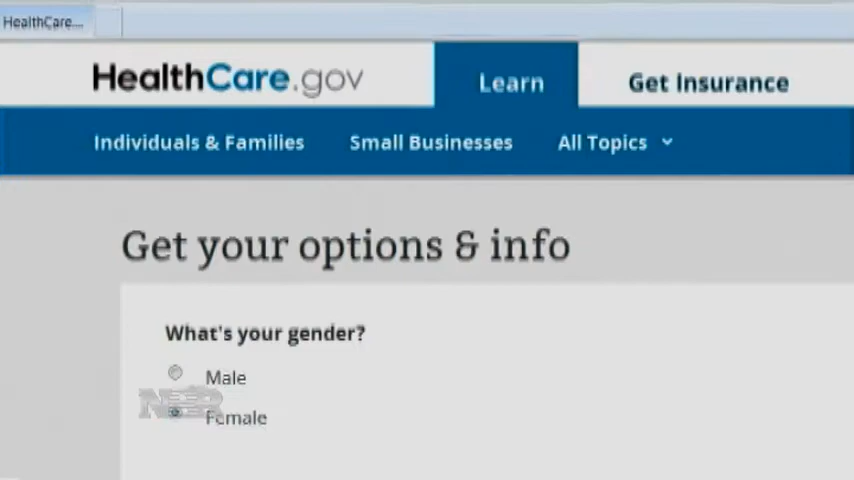 HealthCare...
HealthCare.gov
Learn
Get Insurance
Individuals & Families
Small Businesses
All Topics
Get your options & info
What's your gender?
Male
Female